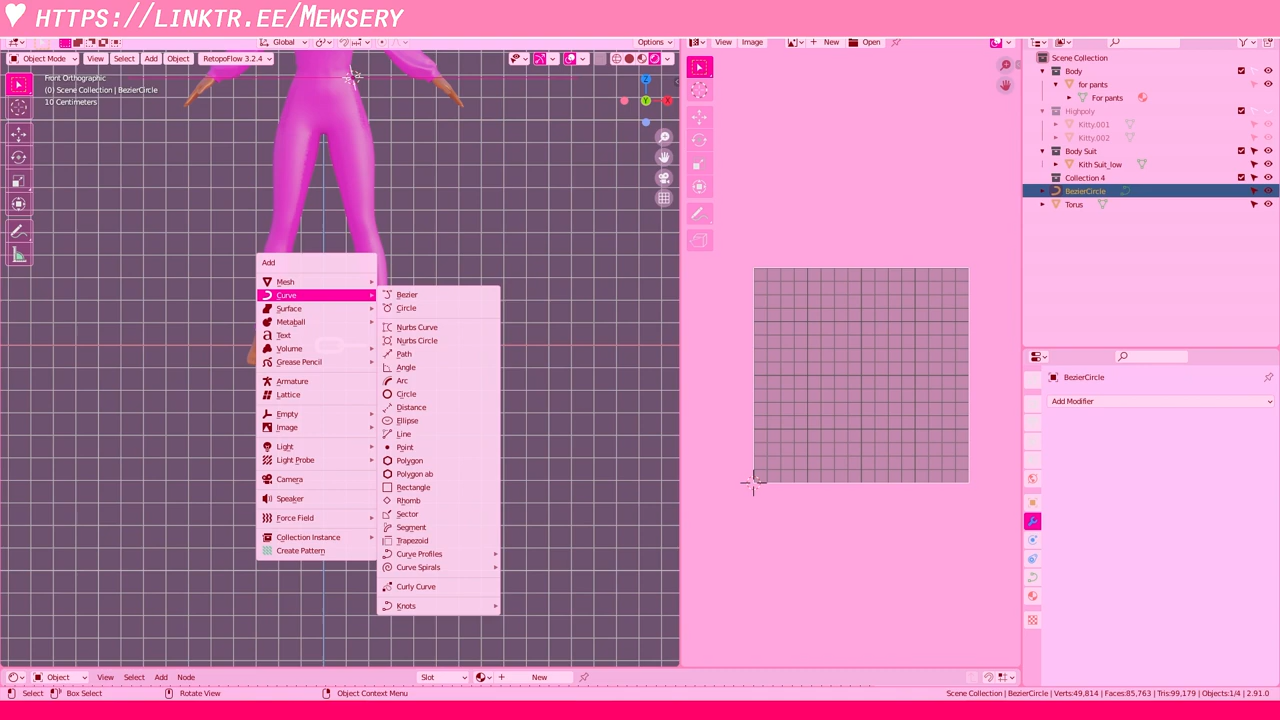 ♥ HTTPS://LINKTR.EE/MEWSERY
Global
Options
View
Image
New
Open
Object Mode
View
Select
Add
Object
RetopoFlow 3.2.4
Front Orthographic
(0) Scene Collection | BezierCircle
10 Centimeters
Z
Y
X
Scene Collection
Body
for pants
For pants
Highpoly
Kitty.001
Kitty.002
Body Suit
Kith Suit_low
Collection 4
BezierCircle
Torus
Add
Mesh
Curve
Surface
Metaball
Text
Volume
Grease Pencil
Armature
Lattice
Empty
Image
Light
Light Probe
Camera
Speaker
Force Field
Collection Instance
Create Pattern
Bezier
Circle
Nurbs Curve
Nurbs Circle
Path
Angle
Arc
Circle
Distance
Ellipse
Line
Point
Polygon
Polygon ab
Rectangle
Rhomb
Sector
Segment
Trapezoid
Curve Profiles
Curve Spirals
Curly Curve
Knots
BezierCircle
Add Modifier
Object
View
Select
Add
Node
Slot
New
Select
Box Select
Rotate View
Object Context Menu
Scene Collection | BezierCircle | Verts:49,814 | Faces:85,763 | Tris:99,179 | Objects:1/4 | 2.91.0